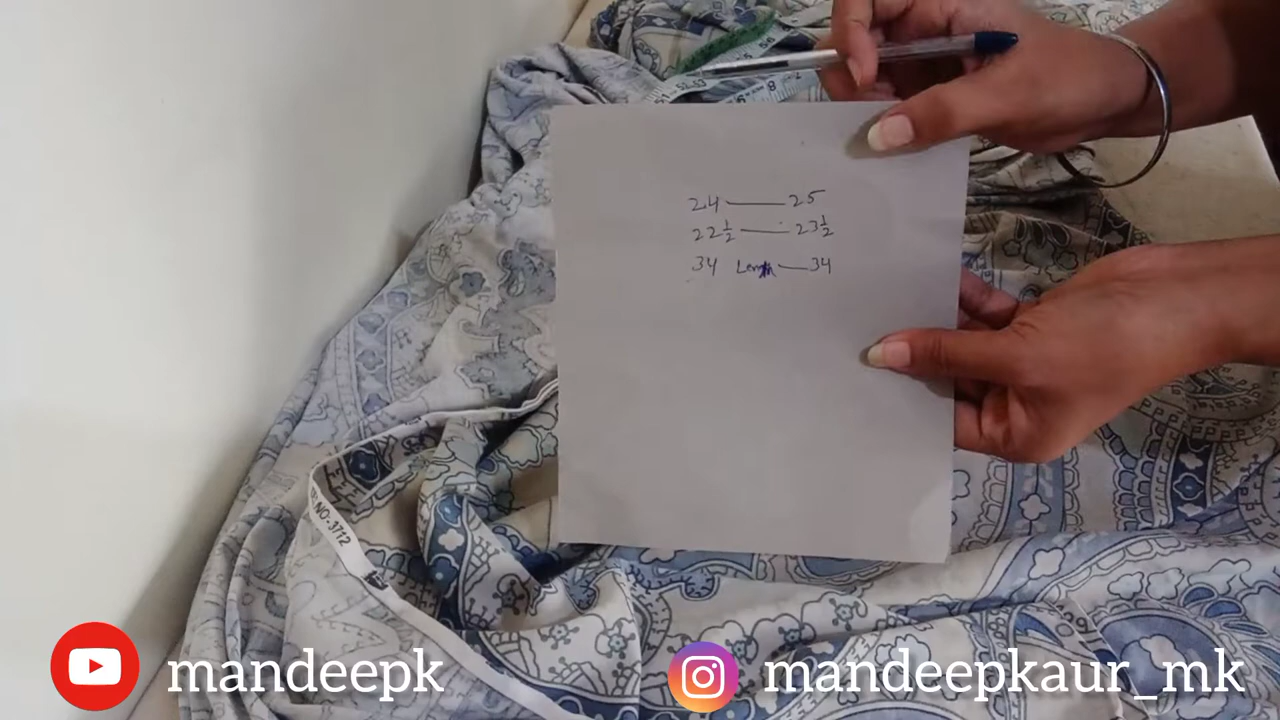 24 — 25
22½ — 23½
34 Length — 34
NO-3712
mandeepk
mandeepkaur_mk